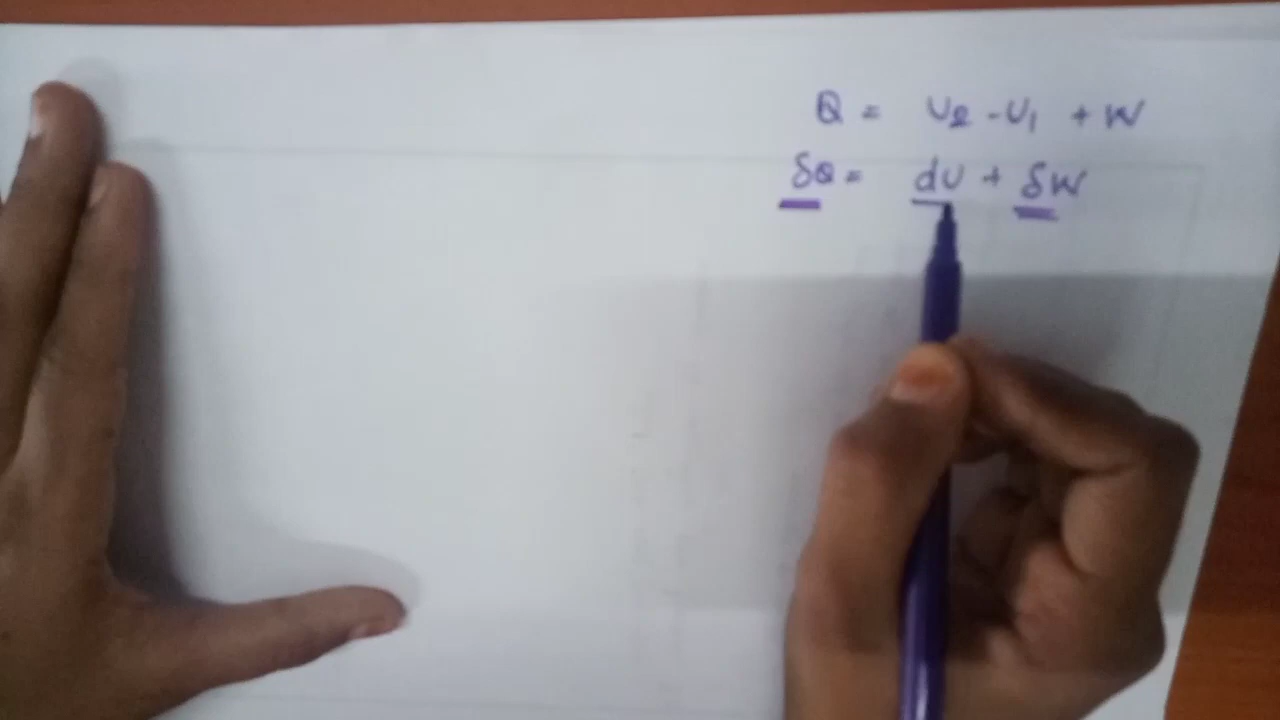 Q = U2 - U1 + W
δQ = dU + δW